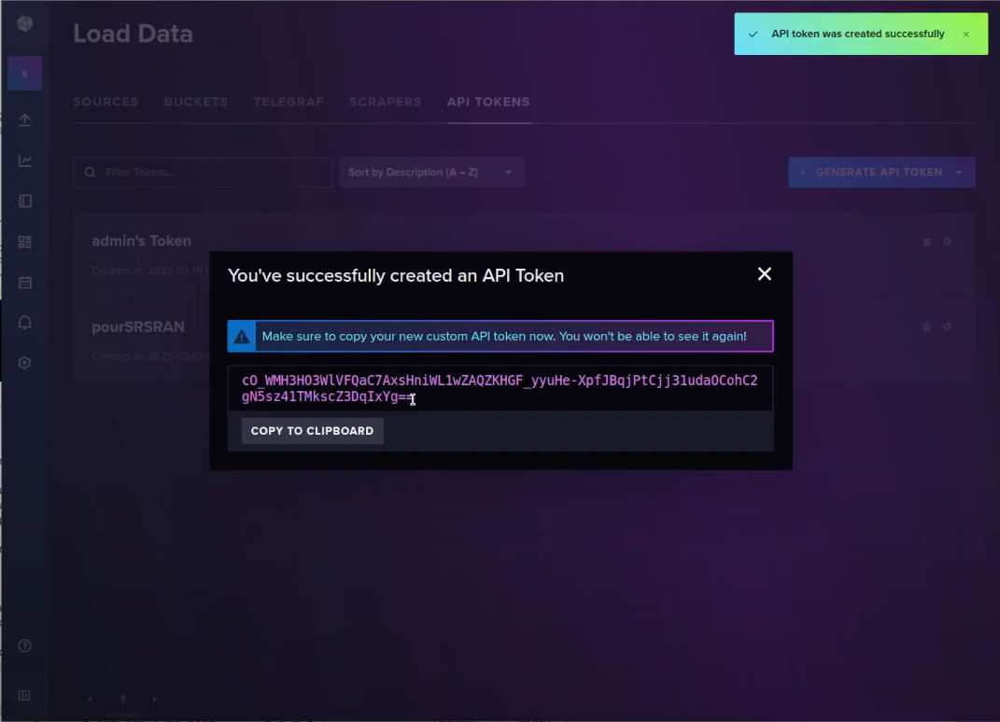 Load Data
API token was created successfully
S
SOURCES BUCKETS TELEGRAF SCRAPERS API TOKENS
Filter Tokens...
Sort by Description (A – Z)
+ GENERATE API TOKEN
admin's Token
Created at: 2025-03-01
You've successfully created an API Token
Make sure to copy your new custom API token now. You won't be able to see it again!
pourSRSRAN
Created at: 2025-03-01
cO_WMH3HO3WlVFQaC7AxsHniWL1wZAQZKHGF_yyuHe-XpfJBqjPtCjj31udaOCohC2
gN5sz41TMkscZ3DqIxYg==
COPY TO CLIPBOARD
1